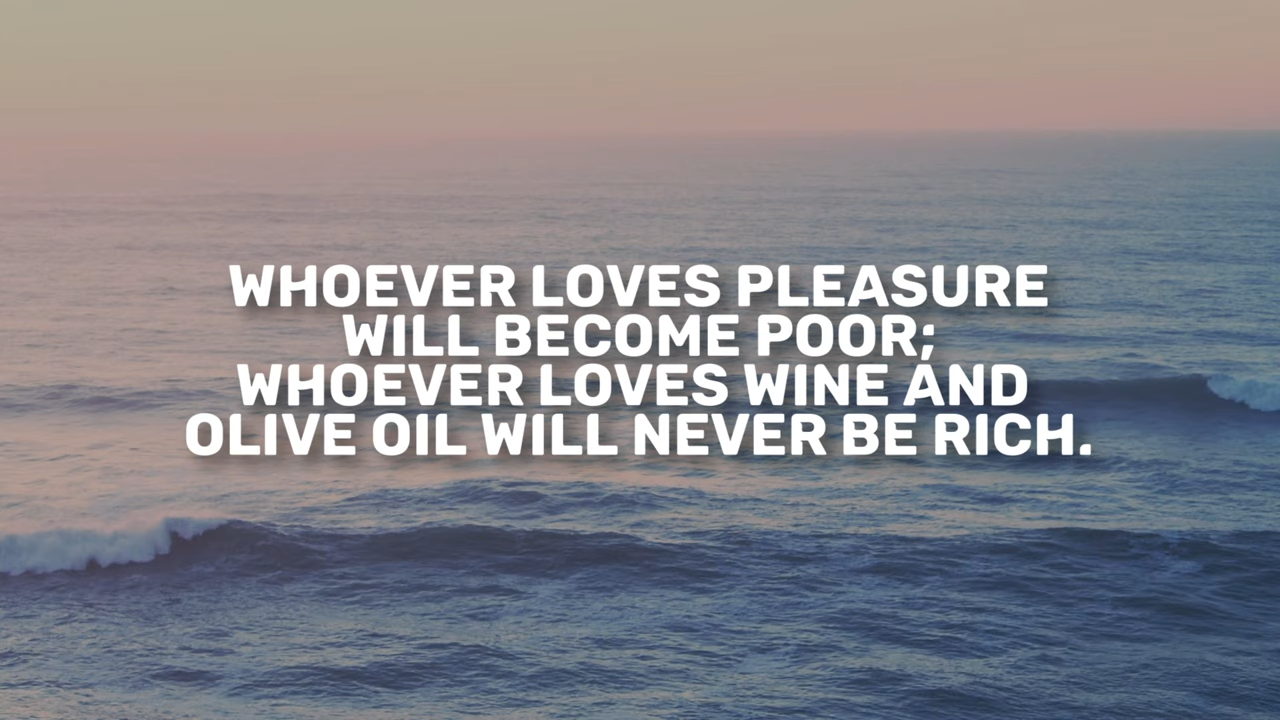 WHOEVER LOVES PLEASURE
WILL BECOME POOR;
WHOEVER LOVES WINE AND
OLIVE OIL WILL NEVER BE RICH.